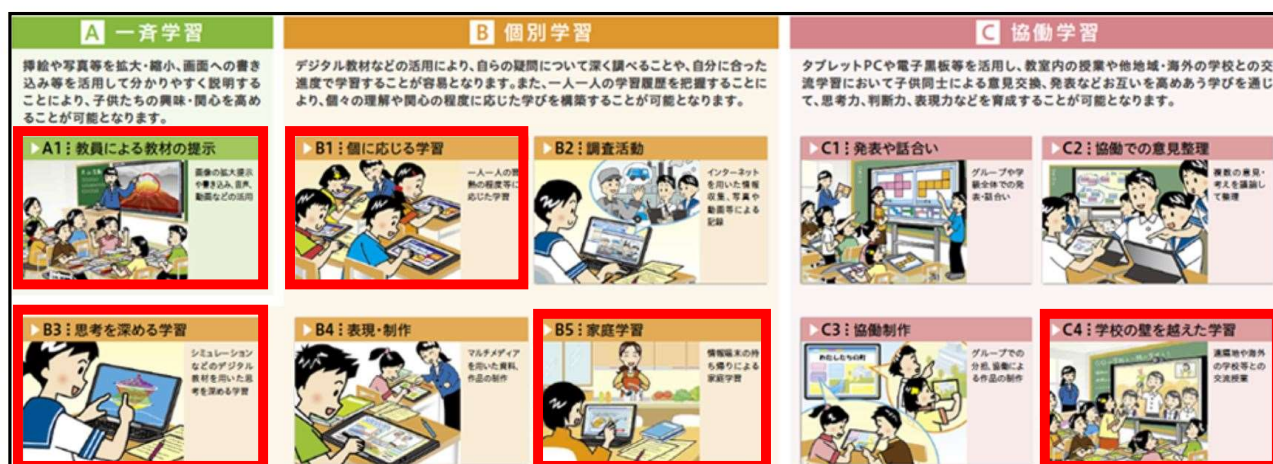 A 一斉学習
挿絵や写真等を拡大・縮小、画面への書き
込み等を活用して分かりやすく説明する
ことにより、子供たちの興味・関心を高め
ることが可能となります。
▶A1：教員による教材の提示
画像の拡大提示
や書き込み、音声、
動画などの活用
B 個別学習
デジタル教材などの活用により、自らの疑問について深く調べることや、自分に合った
進度で学習することが容易となります。また、一人一人の学習履歴を把握することに
より、個々の理解や関心の程度に応じた学びを構築することが可能となります。
▶B1：個に応じる学習
一人一人の習
熟の程度等に
応じた学習
▶B2：調査活動
インターネット
を用いた情報
収集、写真や
動画等による
記録
C 協働学習
タブレットPCや電子黒板等を活用し、教室内の授業や他地域・海外の学校との交
流学習において子供同士による意見交換、発表などお互いを高めあう学びを通じ
て、思考力、判断力、表現力などを育成することが可能となります。
▶C1：発表や話合い
グループや学
級全体での発
表・話合い
▶C2：協働での意見整理
複数の意見・
考えを議論し
て整理
▶B3：思考を深める学習
シミュレーション
などのデジタル
教材を用いた思
考を深める学習
▶B4：表現・制作
マルチメディア
を用いた資料、
作品の制作
▶B5：家庭学習
情報端末の持
ち帰りによる
家庭学習
▶C3：協働制作
わたしたちの町
グループでの
分担、協働によ
る作品の制作
▶C4：学校の壁を越えた学習
遠隔地や海外
の学校等との
交流授業